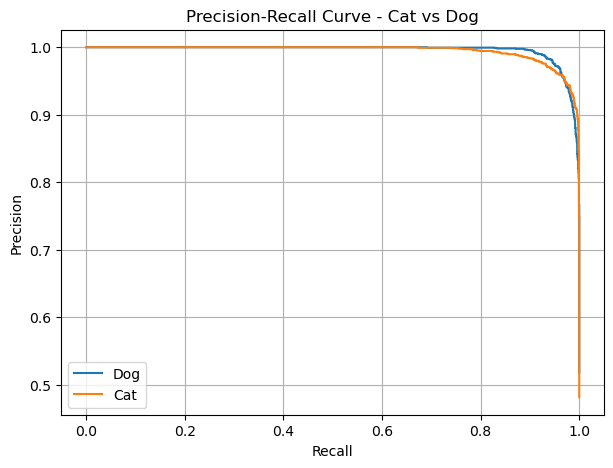 Precision-Recall Curve - Cat vs Dog
1.0
0.9
0.8
0.7
0.6
0.5
Precision
Dog
Cat
0.0 0.2 0.4 0.6 0.8 1.0
Recall